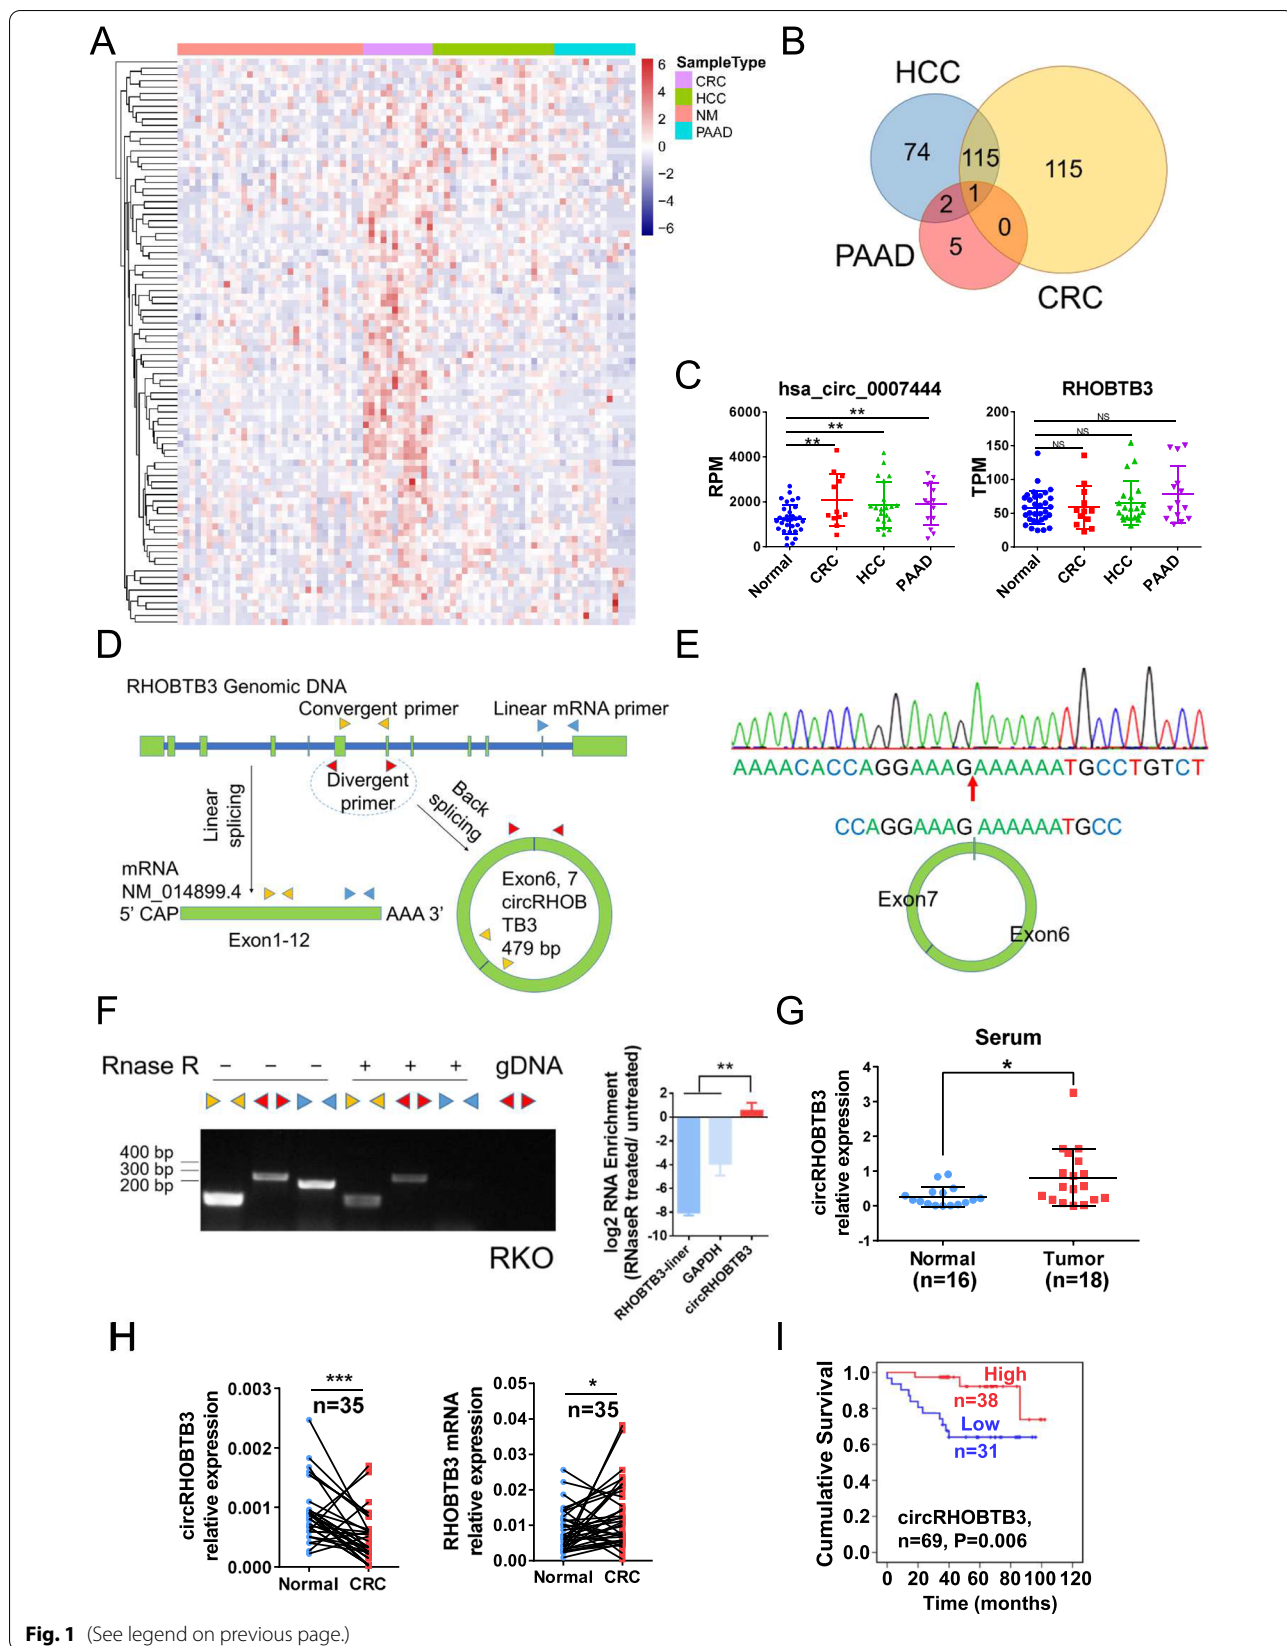 A
6
4
2
0
−2
−4
−6
SampleType
CRC
HCC
NM
PAAD
B
HCC
74
115
115
2
1
0
5
PAAD
CRC
C
hsa_circ_0007444
RPM
6000
4000
2000
0
**
**
**
Normal
CRC
HCC
PAAD
RHOBTB3
TPM
200
150
100
50
0
NS
NS
NS
Normal
CRC
HCC
PAAD
D
RHOBTB3 Genomic DNA
Convergent primer
Linear mRNA primer
Divergent
primer
Linear
splicing
Back
splicing
mRNA
NM_014899.4
5’ CAP
AAA 3’
Exon1-12
Exon6, 7
circRHOB
TB3
479 bp
E
AAAACACCAGGAAAGAAAAAATGCCTGTCT
CCAGGAAAGAAAAAATGCC
Exon7
Exon6
F
Rnase R
− − − + + + gDNA
400 bp
300 bp
200 bp
RKO
log2 RNA Enrichment
(RNaseR treated/ untreated)
2
0
-2
-4
-6
-8
-10
**
RHOBTB3-liner
GAPDH
circRHOBTB3
G
Serum
circRHOBTB3
relative expression
4
3
2
1
0
-1
*
Normal
(n=16)
Tumor
(n=18)
H
circRHOBTB3
relative expression
0.003
0.002
0.001
0.000
***
n=35
Normal CRC
RHOBTB3 mRNA
relative expression
0.05
0.04
0.03
0.02
0.01
0.00
*
n=35
Normal CRC
I
Cumulative Survival
1.0
0.8
0.6
0.4
0.2
0.0
High
n=38
Low
n=31
circRHOBTB3,
n=69, P=0.006
0 20 40 60 80 100 120
Time (months)
Fig. 1 (See legend on previous page.)